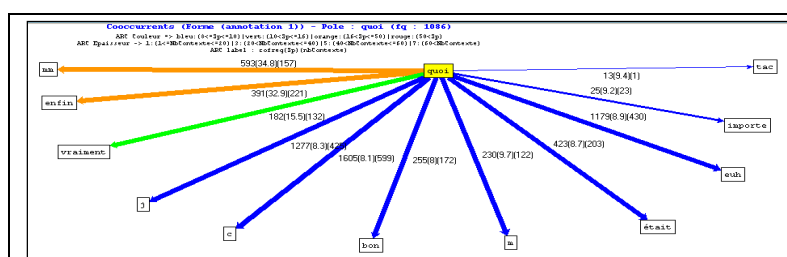 Cooccurrents (Forme (annotation 1)) - Pole : quoi (fq : 1086)
ARC Couleur => bleu:(0<=Sp<=10)|vert:(10<Sp<=16)|orange:(16<Sp<=50)|rouge:(50<Sp)
ARC Epaisseur -> 1:(1<=NbContexte<=20)|2:(20<NbContexte<=40)|5:(40<NbContexte<=60)|7:(60<NbContexte)
ARC label : cofreq(Sp)(nbContexte)
quoi
mm
593(34.8)(157)
13(9.4)(1)
tac
enfin
391(32.9)(221)
25(9.2)(23)
importe
vraiment
182(15.5)(132)
1179(8.9)(430)
euh
j
1277(8.3)
423(8.7)(203)
était
c
1605(8.1)(599)
bon
255(8)(172)
m
230(9.7)(122)